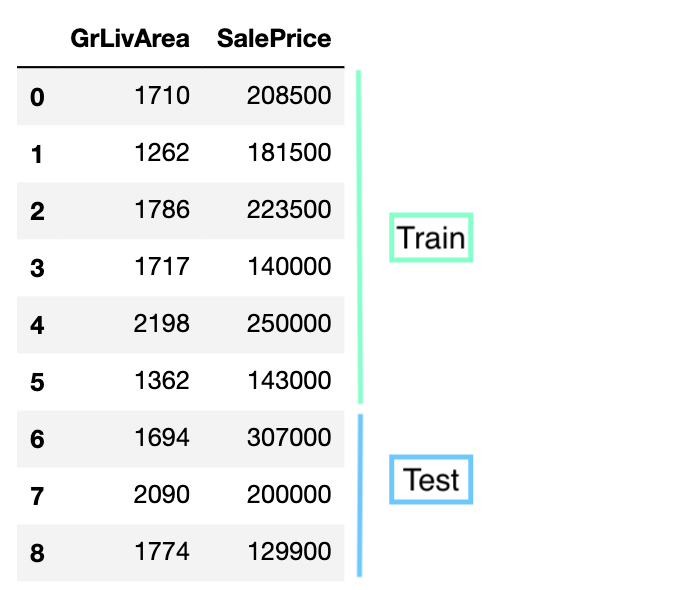 GrLivArea SalePrice
0 1710 208500
1 1262 181500
2 1786 223500
Train
3 1717 140000
4 2198 250000
5 1362 143000
6 1694 307000
Test
7 2090 200000
8 1774 129900